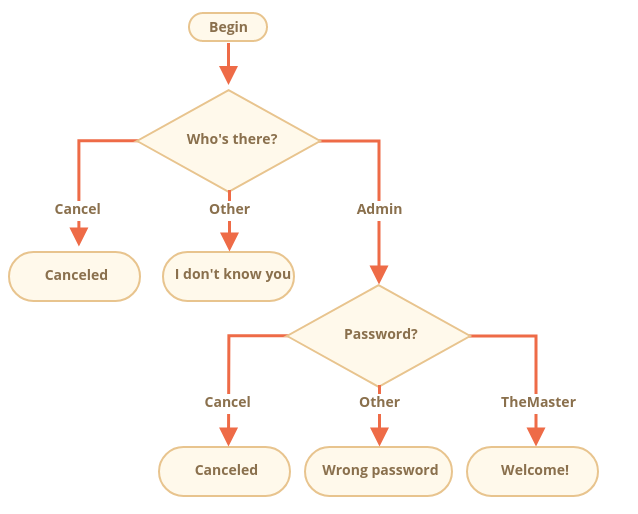 Begin
Who's there?
Cancel
Other
Admin
Canceled
I don't know you
Password?
Cancel
Other
TheMaster
Canceled
Wrong password
Welcome!